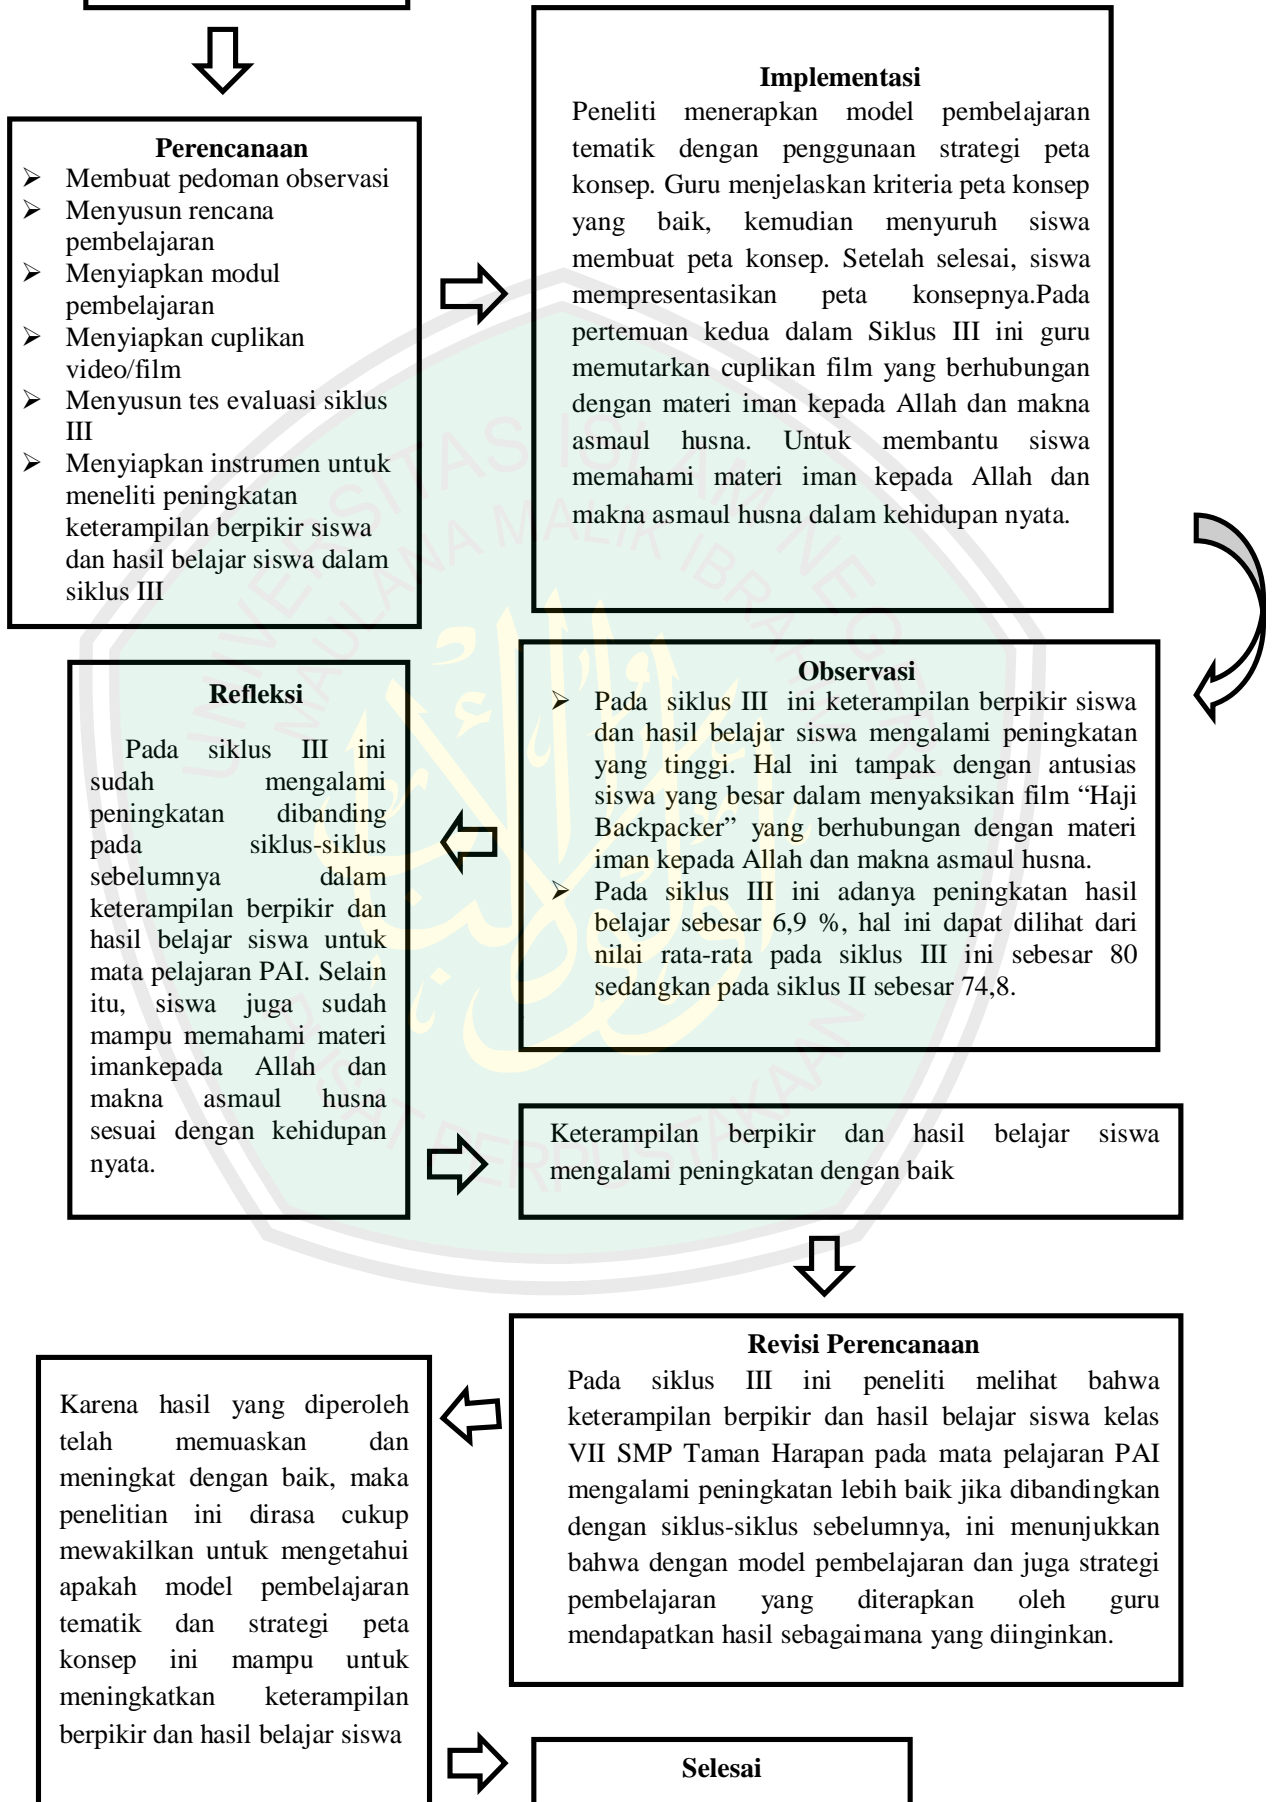 Perencanaan
➢ Membuat pedoman observasi
➢ Menyusun rencana
pembelajaran
➢ Menyiapkan modul
pembelajaran
➢ Menyiapkan cuplikan
video/film
➢ Menyusun tes evaluasi siklus
III
➢ Menyiapkan instrumen untuk
meneliti peningkatan
keterampilan berpikir siswa
dan hasil belajar siswa dalam
siklus III
Implementasi
Peneliti menerapkan model pembelajaran
tematik dengan penggunaan strategi peta
konsep. Guru menjelaskan kriteria peta konsep
yang baik, kemudian menyuruh siswa
membuat peta konsep. Setelah selesai, siswa
mempresentasikan peta konsepnya.Pada
pertemuan kedua dalam Siklus III ini guru
memutarkan cuplikan film yang berhubungan
dengan materi iman kepada Allah dan makna
asmaul husna. Untuk membantu siswa
memahami materi iman kepada Allah dan
makna asmaul husna dalam kehidupan nyata.
Observasi
➢ Pada siklus III ini keterampilan berpikir siswa
dan hasil belajar siswa mengalami peningkatan
yang tinggi. Hal ini tampak dengan antusias
siswa yang besar dalam menyaksikan film “Haji
Backpacker” yang berhubungan dengan materi
iman kepada Allah dan makna asmaul husna.
➢ Pada siklus III ini adanya peningkatan hasil
belajar sebesar 6,9 %, hal ini dapat dilihat dari
nilai rata-rata pada siklus III ini sebesar 80
sedangkan pada siklus II sebesar 74,8.
Refleksi
Pada siklus III ini
sudah mengalami
peningkatan dibanding
pada siklus-siklus
sebelumnya dalam
keterampilan berpikir dan
hasil belajar siswa untuk
mata pelajaran PAI. Selain
itu, siswa juga sudah
mampu memahami materi
imankepada Allah dan
makna asmaul husna
sesuai dengan kehidupan
nyata.
Keterampilan berpikir dan hasil belajar siswa
mengalami peningkatan dengan baik
Revisi Perencanaan
Pada siklus III ini peneliti melihat bahwa
keterampilan berpikir dan hasil belajar siswa kelas
VII SMP Taman Harapan pada mata pelajaran PAI
mengalami peningkatan lebih baik jika dibandingkan
dengan siklus-siklus sebelumnya, ini menunjukkan
bahwa dengan model pembelajaran dan juga strategi
pembelajaran yang diterapkan oleh guru
mendapatkan hasil sebagaimana yang diinginkan.
Karena hasil yang diperoleh
telah memuaskan dan
meningkat dengan baik, maka
penelitian ini dirasa cukup
mewakilkan untuk mengetahui
apakah model pembelajaran
tematik dan strategi peta
konsep ini mampu untuk
meningkatkan keterampilan
berpikir dan hasil belajar siswa
Selesai
UNIVERSITAS ISLAM NEGERI
MAULANA MALIK IBRAHIM
PUSAT PERPUSTAKAAN